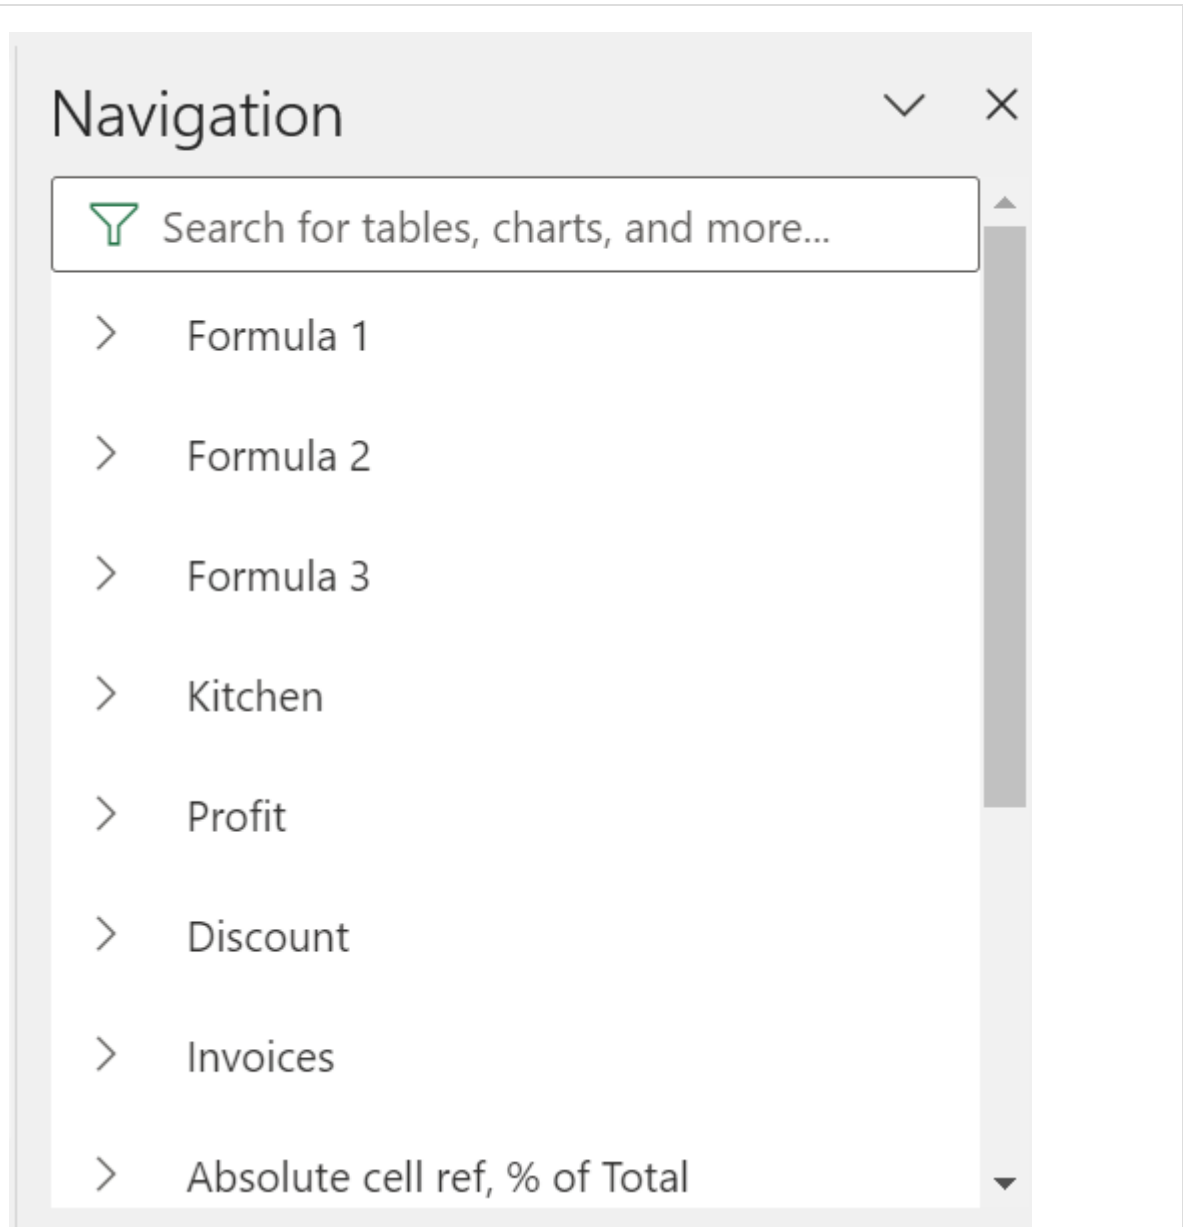 Navigation
Search for tables, charts, and more...
Formula 1
Formula 2
Formula 3
Kitchen
Profit
Discount
Invoices
Absolute cell ref, % of Total